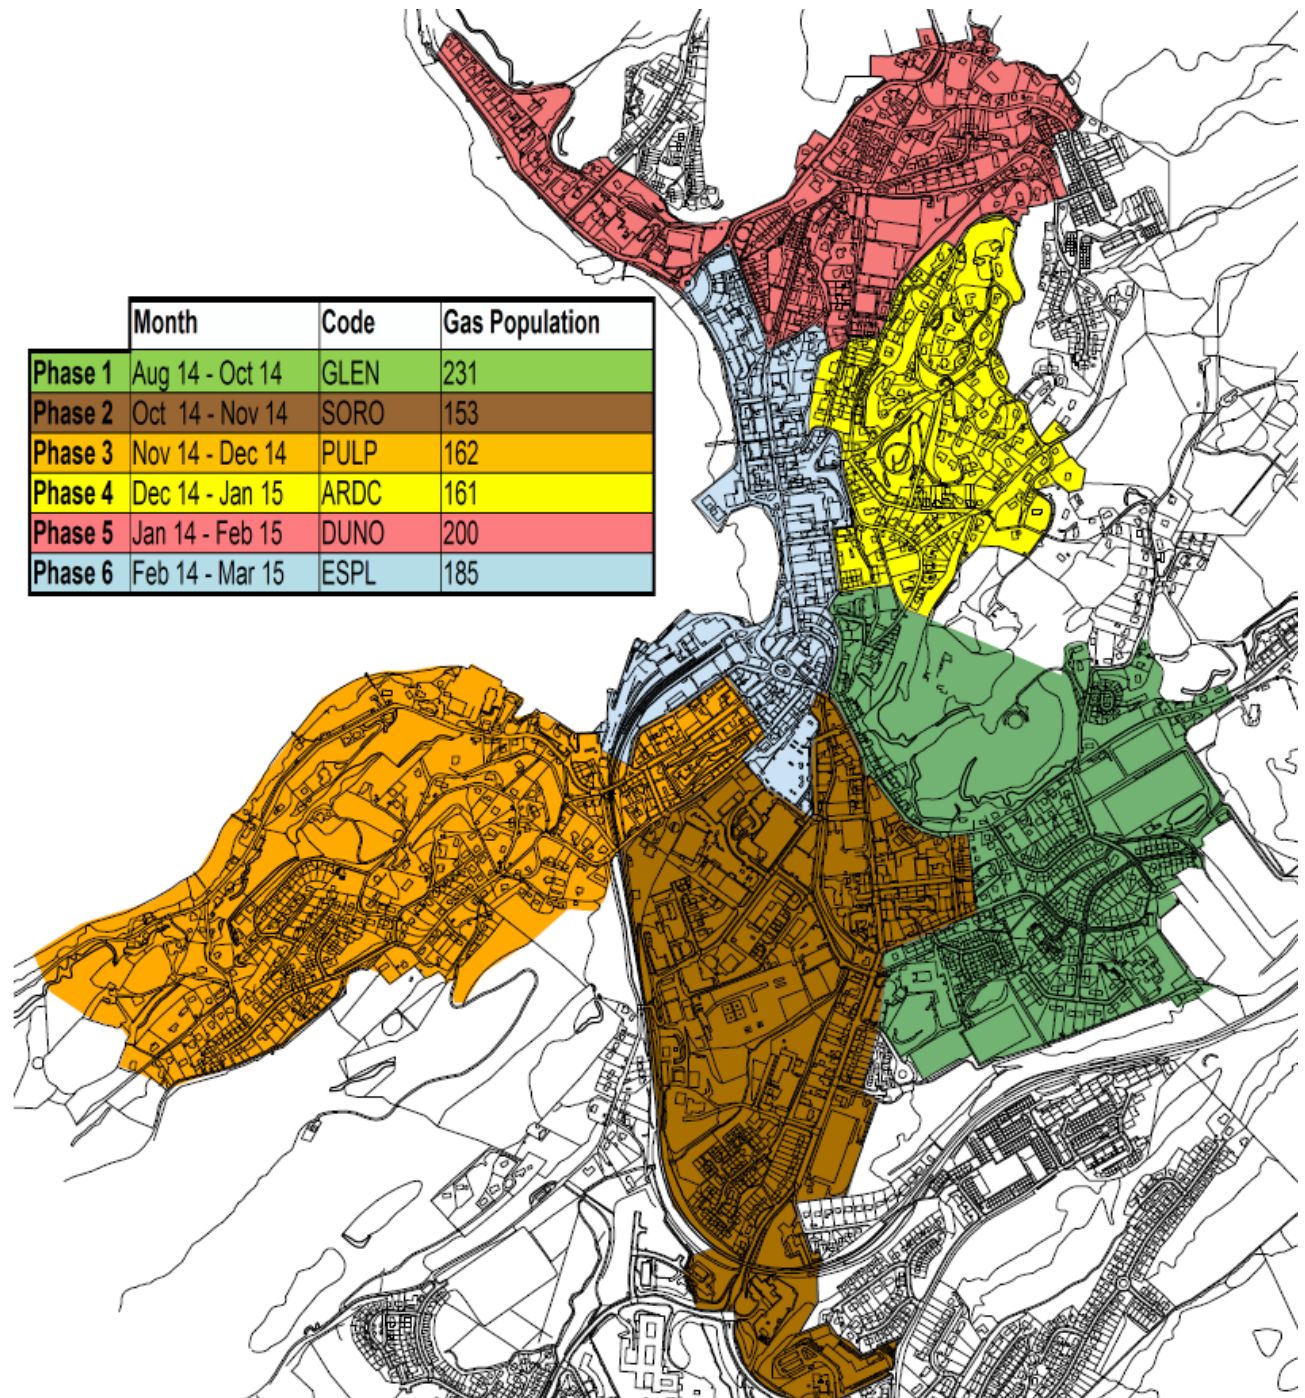 Month Code Gas Population
Phase 1 Aug 14 - Oct 14 GLEN 231
Phase 2 Oct 14 - Nov 14 SORO 153
Phase 3 Nov 14 - Dec 14 PULP 162
Phase 4 Dec 14 - Jan 15 ARDC 161
Phase 5 Jan 14 - Feb 15 DUNO 200
Phase 6 Feb 14 - Mar 15 ESPL 185